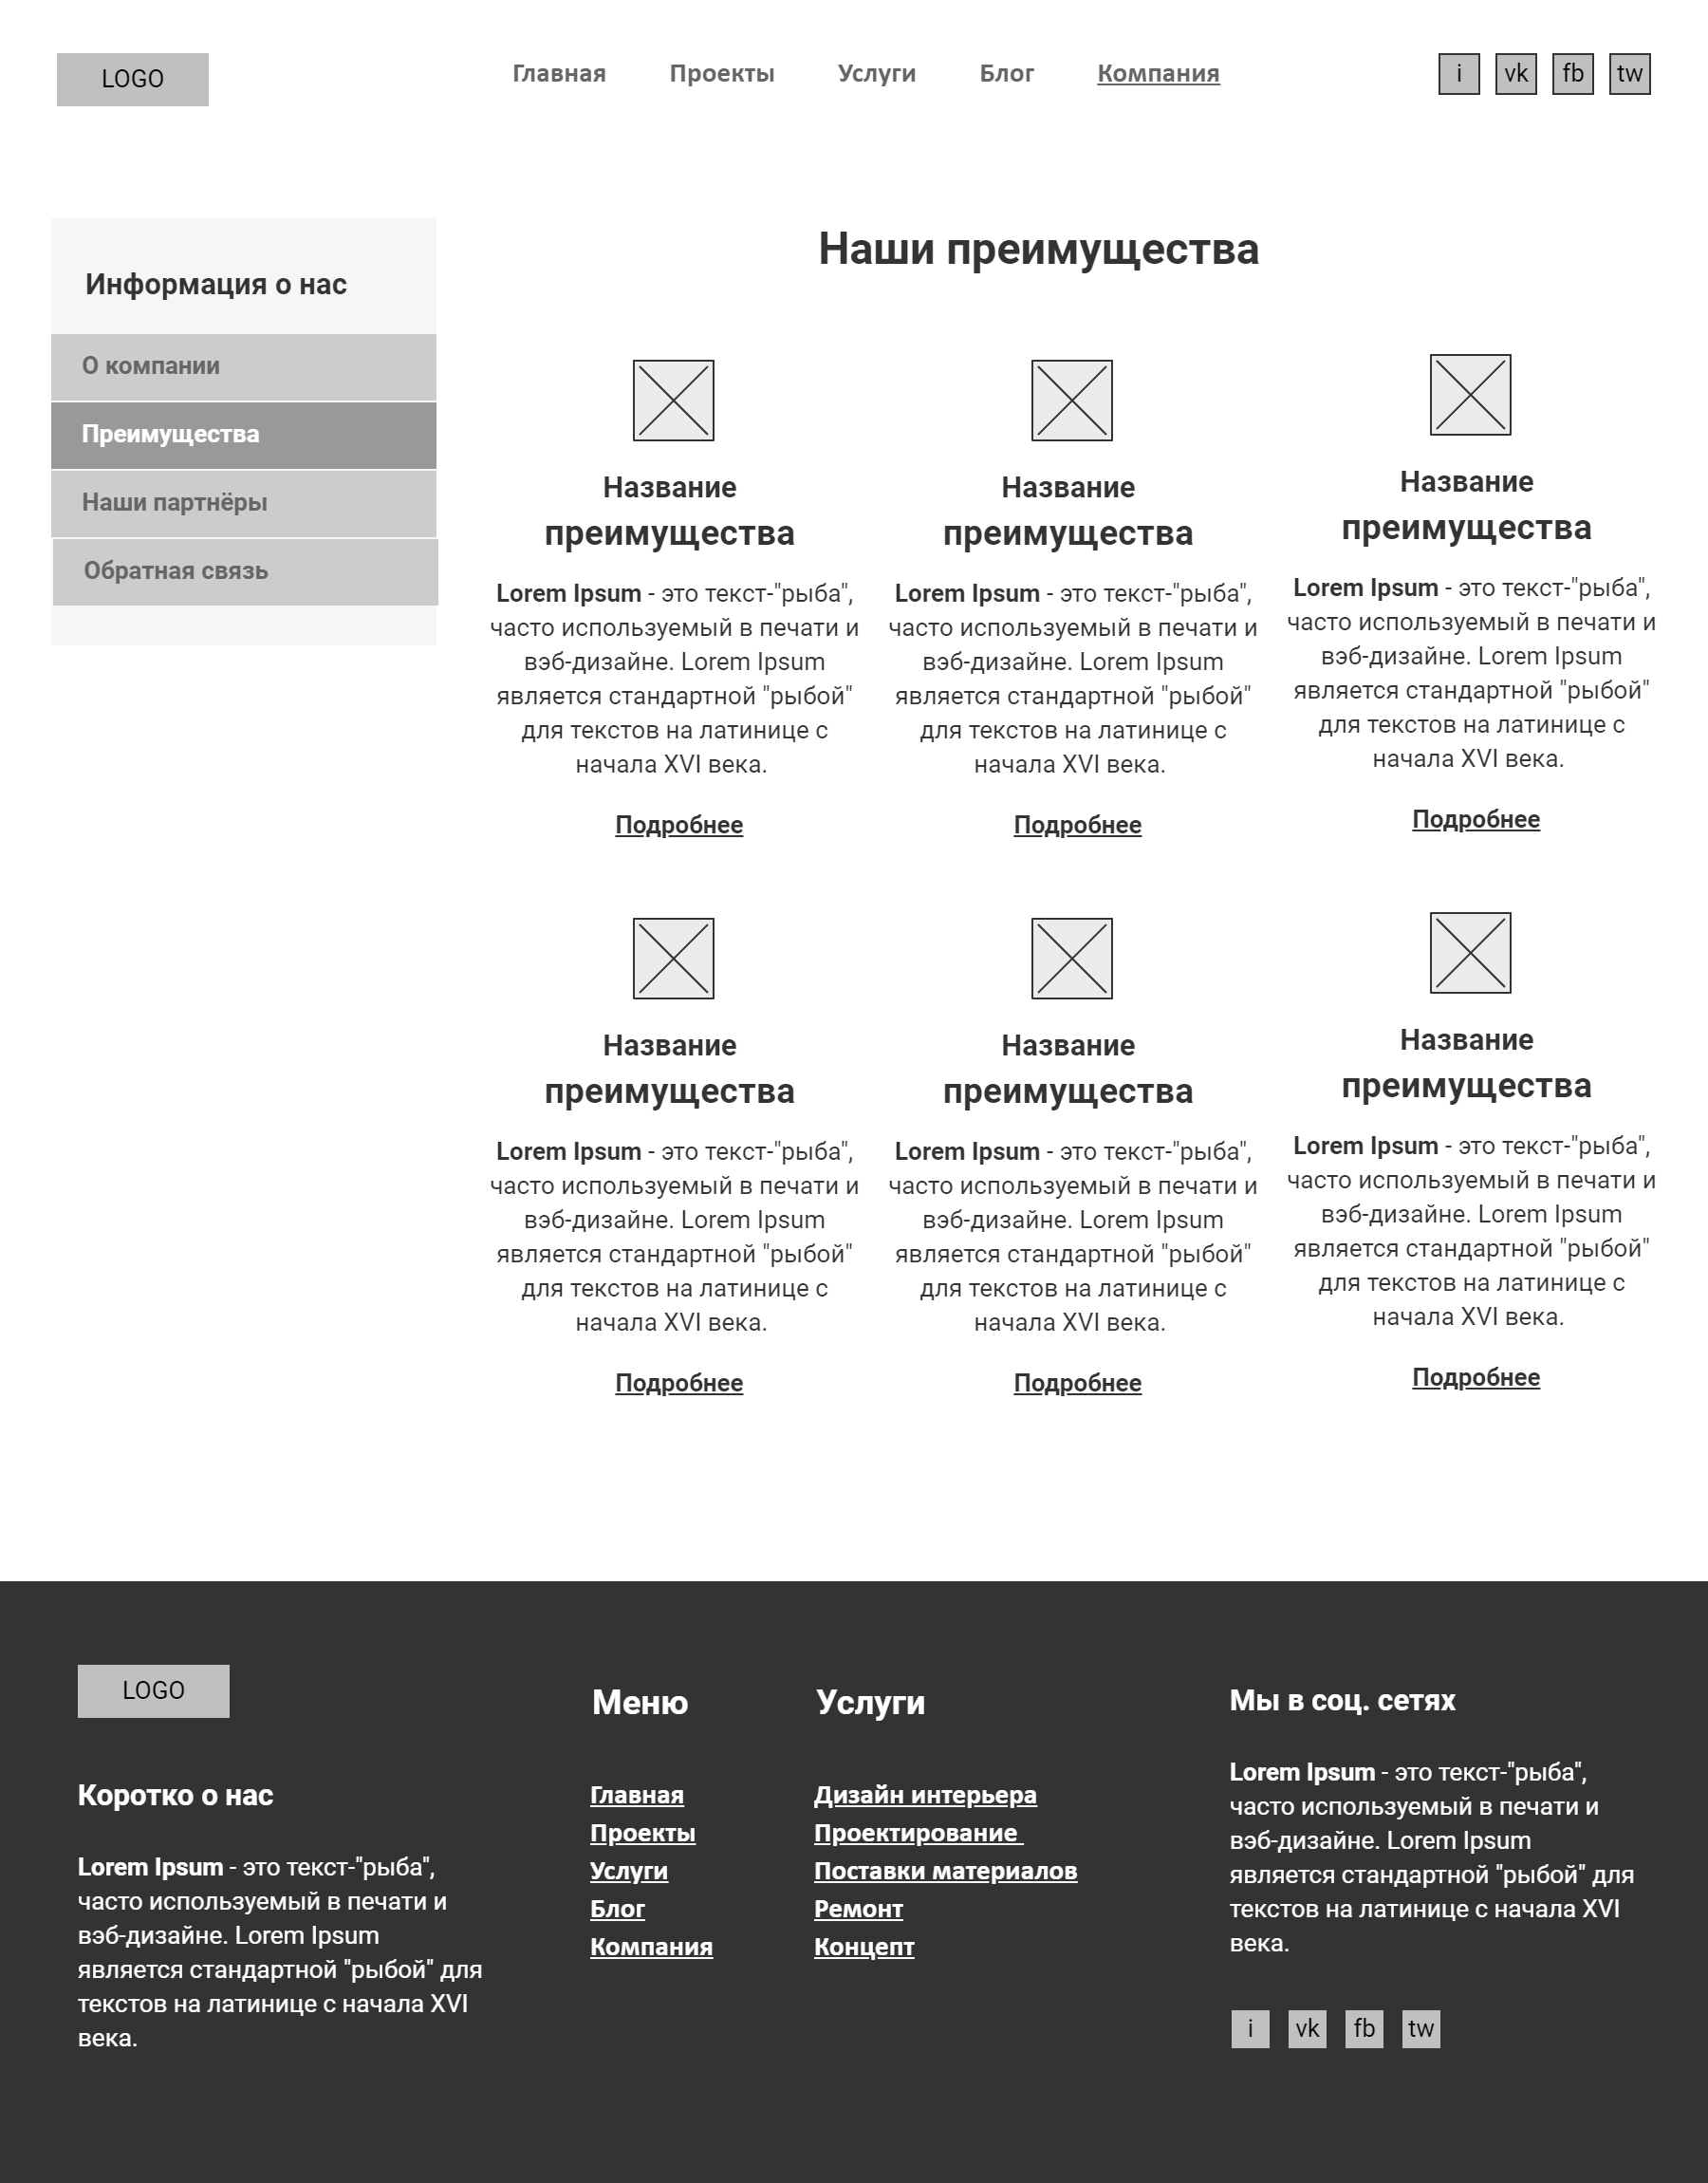 LOGO
Главная Проекты Услуги Блог Компания
i vk fb tw
Информация о нас
О компании
Преимущества
Наши партнёры
Обратная связь
Наши преимущества
Название
преимущества
Lorem Ipsum - это текст-"рыба",
часто используемый в печати и
вэб-дизайне. Lorem Ipsum
является стандартной "рыбой"
для текстов на латинице с
начала XVI века.
Подробнее
Название
преимущества
Lorem Ipsum - это текст-"рыба",
часто используемый в печати и
вэб-дизайне. Lorem Ipsum
является стандартной "рыбой"
для текстов на латинице с
начала XVI века.
Подробнее
Название
преимущества
Lorem Ipsum - это текст-"рыба",
часто используемый в печати и
вэб-дизайне. Lorem Ipsum
является стандартной "рыбой"
для текстов на латинице с
начала XVI века.
Подробнее
Название
преимущества
Lorem Ipsum - это текст-"рыба",
часто используемый в печати и
вэб-дизайне. Lorem Ipsum
является стандартной "рыбой"
для текстов на латинице с
начала XVI века.
Подробнее
Название
преимущества
Lorem Ipsum - это текст-"рыба",
часто используемый в печати и
вэб-дизайне. Lorem Ipsum
является стандартной "рыбой"
для текстов на латинице с
начала XVI века.
Подробнее
Название
преимущества
Lorem Ipsum - это текст-"рыба",
часто используемый в печати и
вэб-дизайне. Lorem Ipsum
является стандартной "рыбой"
для текстов на латинице с
начала XVI века.
Подробнее
LOGO
Коротко о нас
Lorem Ipsum - это текст-"рыба",
часто используемый в печати и
вэб-дизайне. Lorem Ipsum
является стандартной "рыбой" для
текстов на латинице с начала XVI
века.
Меню
Главная
Проекты
Услуги
Блог
Компания
Услуги
Дизайн интерьера
Проектирование
Поставки материалов
Ремонт
Концепт
Мы в соц. сетях
Lorem Ipsum - это текст-"рыба",
часто используемый в печати и
вэб-дизайне. Lorem Ipsum
является стандартной "рыбой" для
текстов на латинице с начала XVI
века.
i vk fb tw